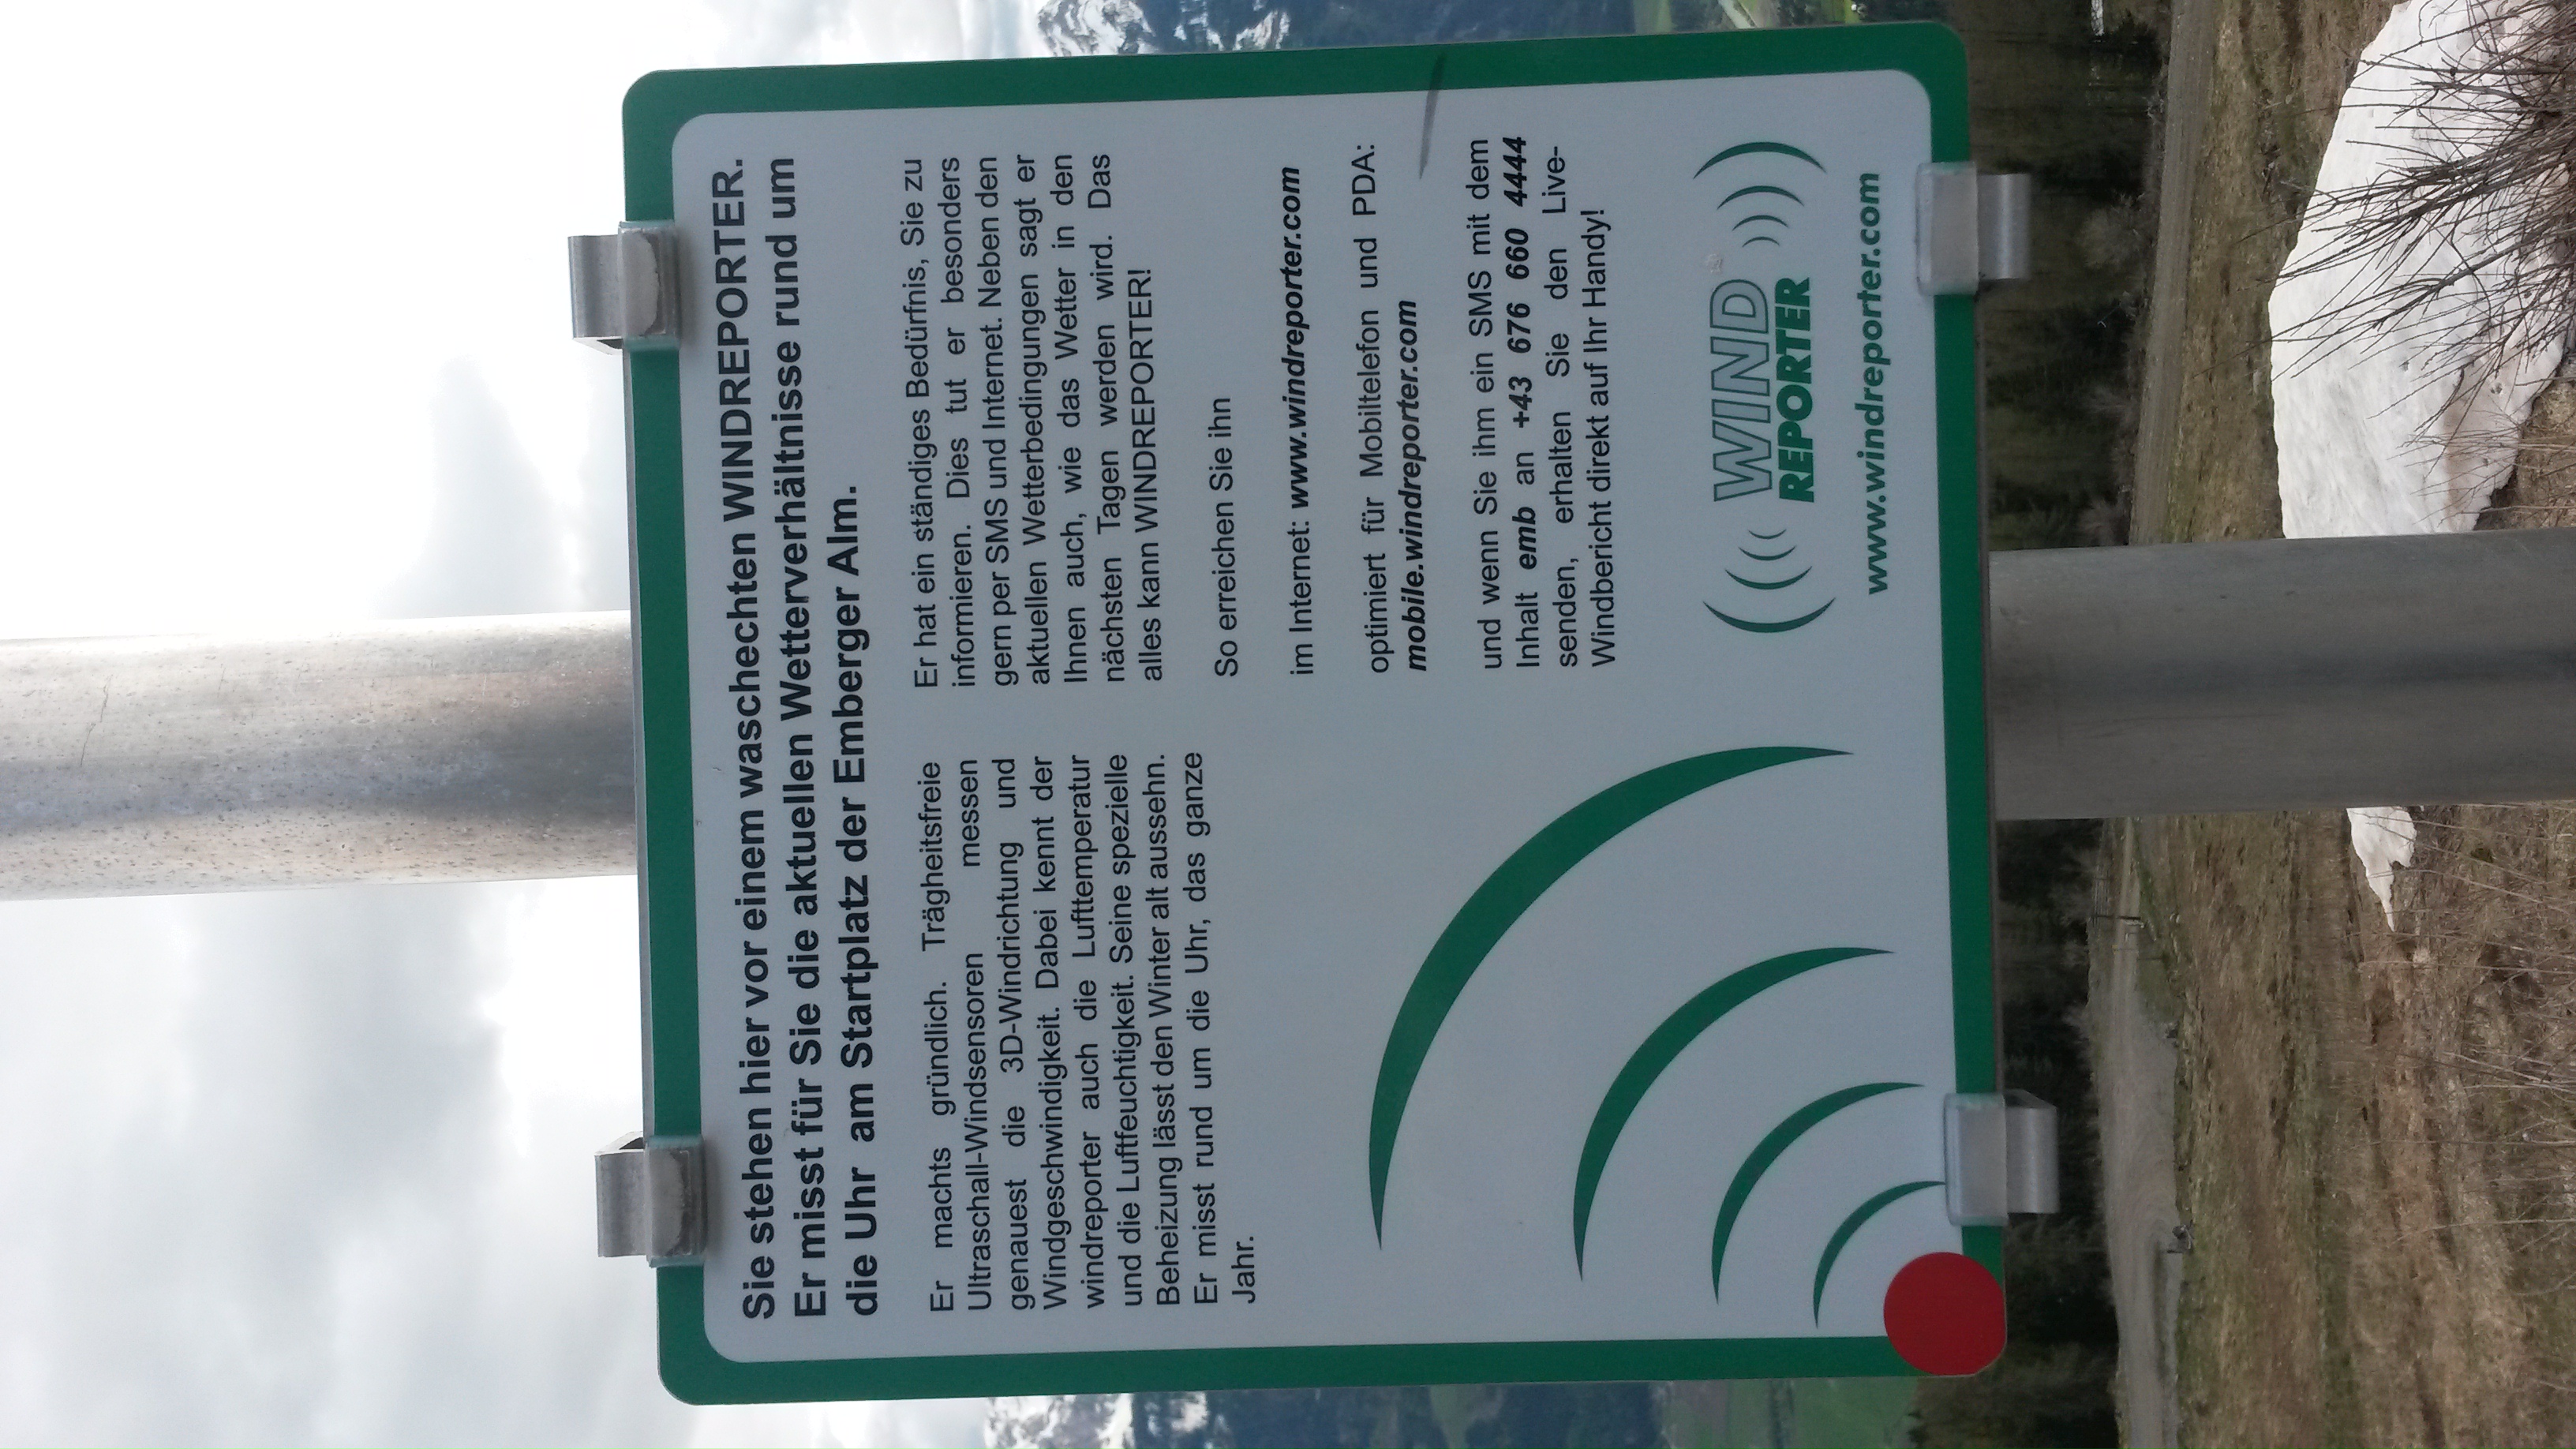 Sie stehen hier vor einem waschechten WINDREPORTER.
Er misst für Sie die aktuellen Wetterverhältnisse rund um
die Uhr am Startplatz der Emberger Alm.
Er machts gründlich. Trägheitsfreie
Ultraschall-Windsensoren messen
genauest die 3D-Windrichtung und
Windgeschwindigkeit. Dabei kennt der
windreporter auch die Lufttemperatur
und die Luftfeuchtigkeit. Seine spezielle
Beheizung lässt den Winter alt aussehn.
Er misst rund um die Uhr, das ganze
Jahr.
Er hat ein ständiges Bedürfnis, Sie zu
informieren. Dies tut er besonders
gern per SMS und Internet. Neben den
aktuellen Wetterbedingungen sagt er
Ihnen auch, wie das Wetter in den
nächsten Tagen werden wird. Das
alles kann WINDREPORTER!
So erreichen Sie ihn
im Internet: www.windreporter.com
optimiert für Mobiltelefon und PDA:
mobile.windreporter.com
und wenn Sie ihm ein SMS mit dem
Inhalt emb an +43 676 660 4444
senden, erhalten Sie den Live-
Windbericht direkt auf Ihr Handy!
WIND
REPORTER
www.windreporter.com